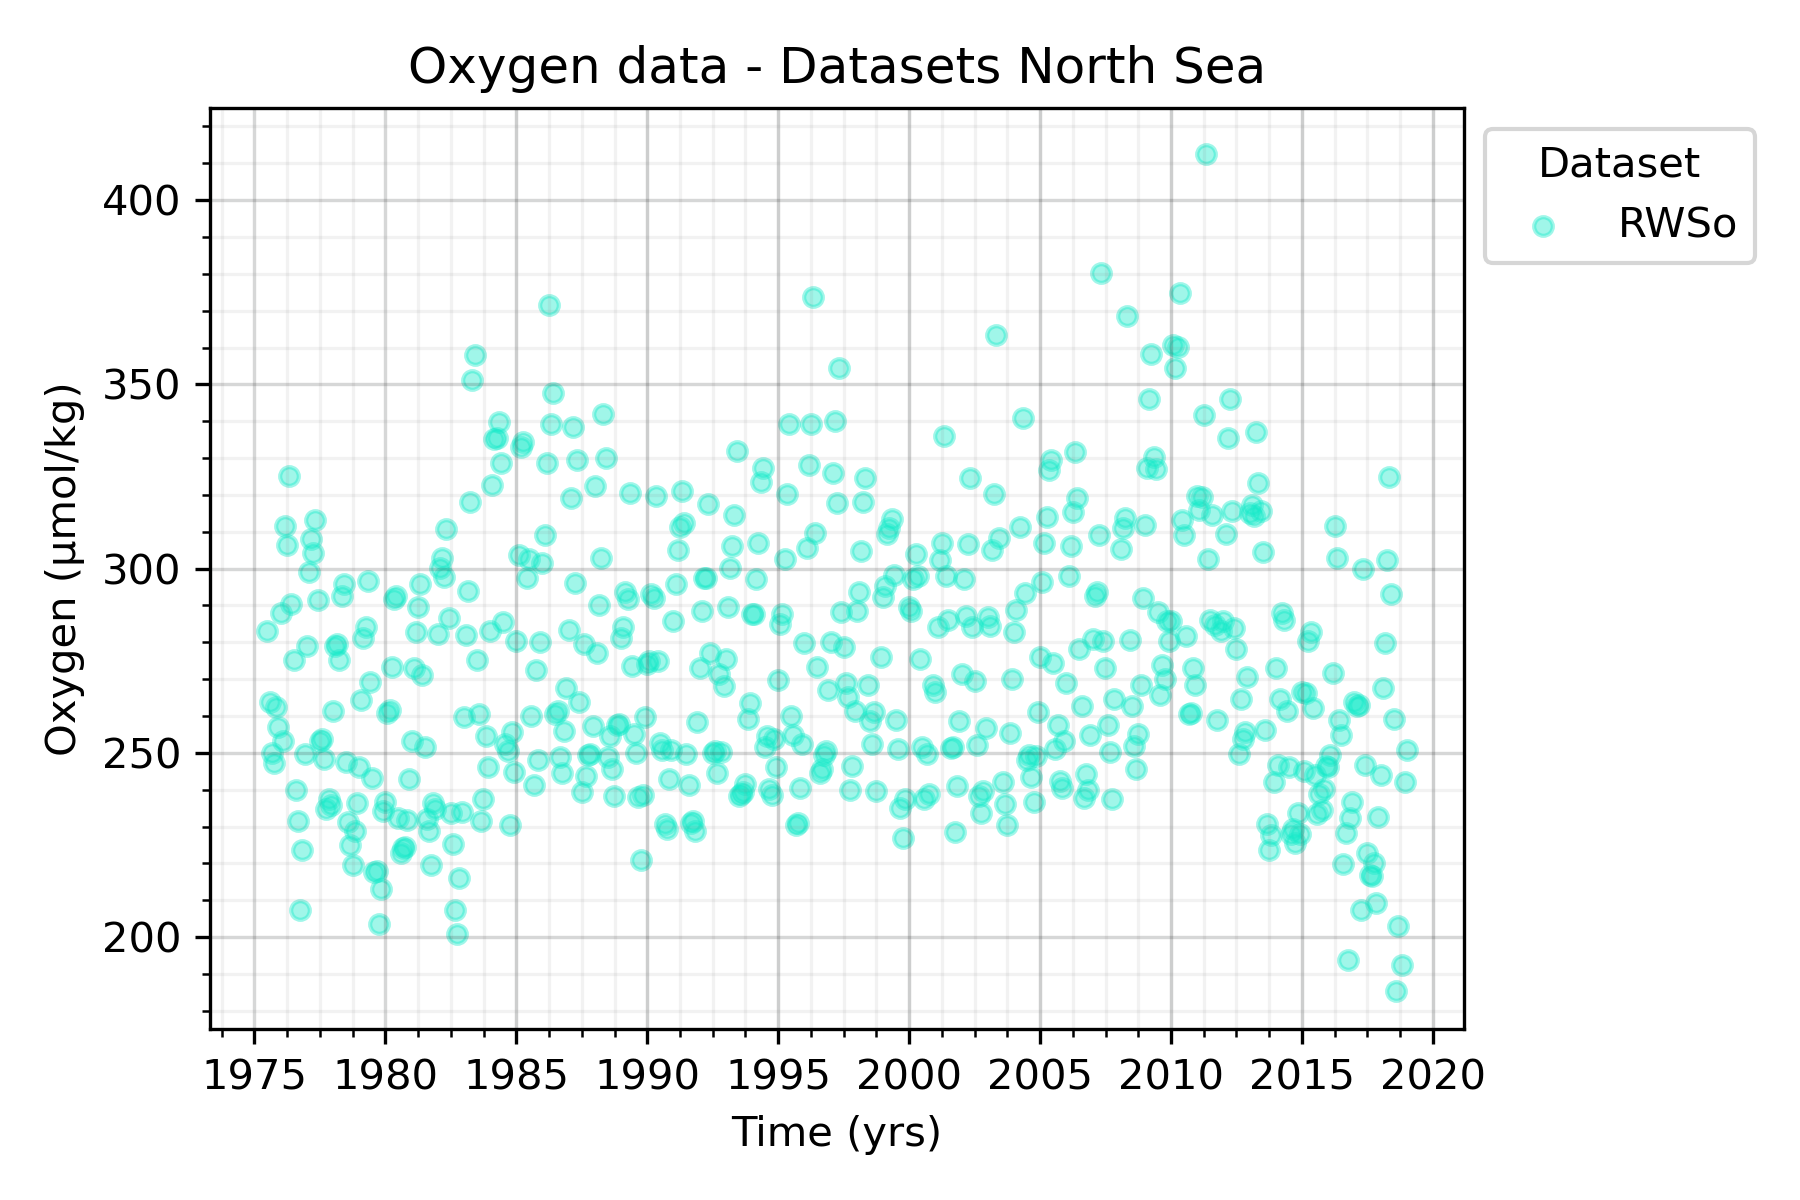 Oxygen data - Datasets North Sea
Dataset
RWSo
Oxygen (µmol/kg)
400
350
300
250
200
1975 1980 1985 1990 1995 2000 2005 2010 2015 2020
Time (yrs)